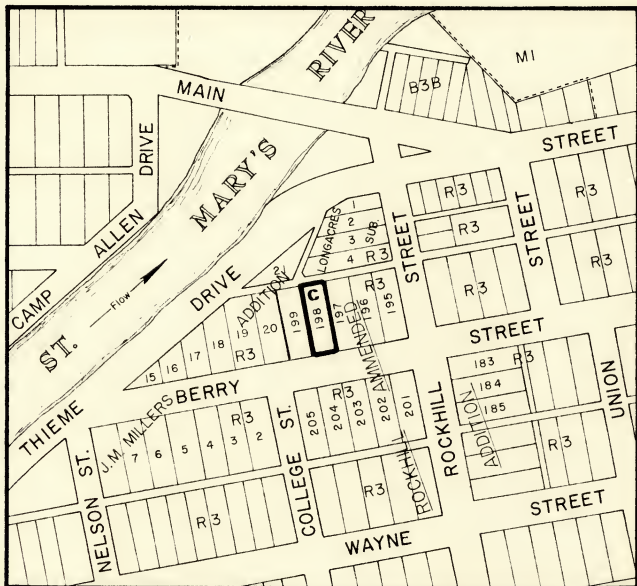 RIVER
MI
MAIN
B3B
STREET
DRIVE
MARY'S
R3
R3
1
2
3
4
LONGACRES
SUB.
R3
R3
STREET
STREET
ALLEN
CAMP
Flow
DRIVE
ADDITION
C
R3
R3
R3
ST.
199
198
197
196
195
AMMENDED
15
16
17
18
19
20
R3
STREET
THIEME
BERRY
183
R3
184
185
UNION
J.M. MILLERS
7
6
5
4
3
2
R3
ST.
205
204
203
202
201
R3
ROCKHILL
ADDITION
R3
ST.
NELSON
R3
COLLEGE
R3
ROCKHILL
STREET
WAYNE